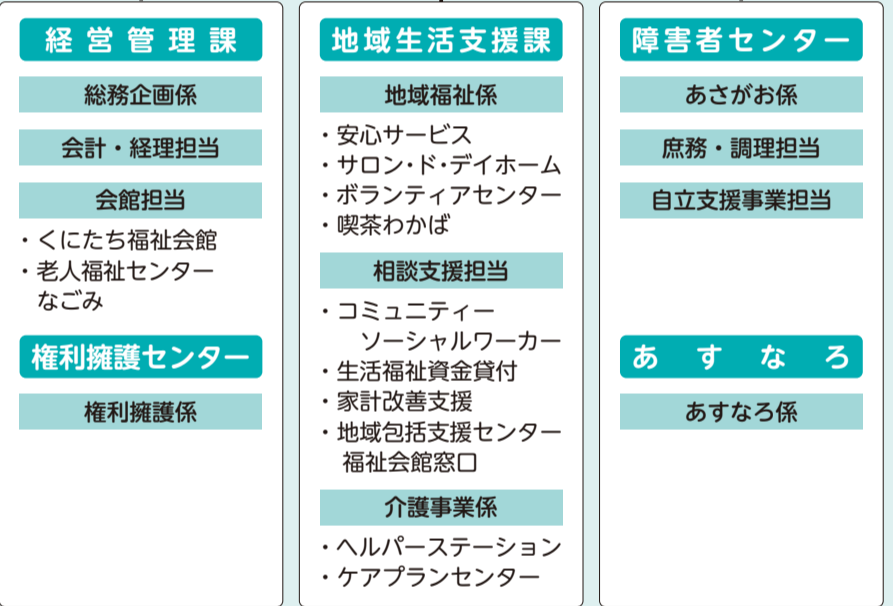 経営管理課
総務企画係
会計・経理担当
会館担当
・くにたち福祉会館
・老人福祉センター
なごみ
権利擁護センター
権利擁護係
地域生活支援課
地域福祉係
・安心サービス
・サロン・ド・デイホーム
・ボランティアセンター
・喫茶わかば
相談支援担当
・コミュニティー
ソーシャルワーカー
・生活福祉資金貸付
・家計改善支援
・地域包括支援センター
福祉会館窓口
介護事業係
・ヘルパーステーション
・ケアプランセンター
障害者センター
あさがお係
庶務・調理担当
自立支援事業担当
あすなろ
あすなろ係